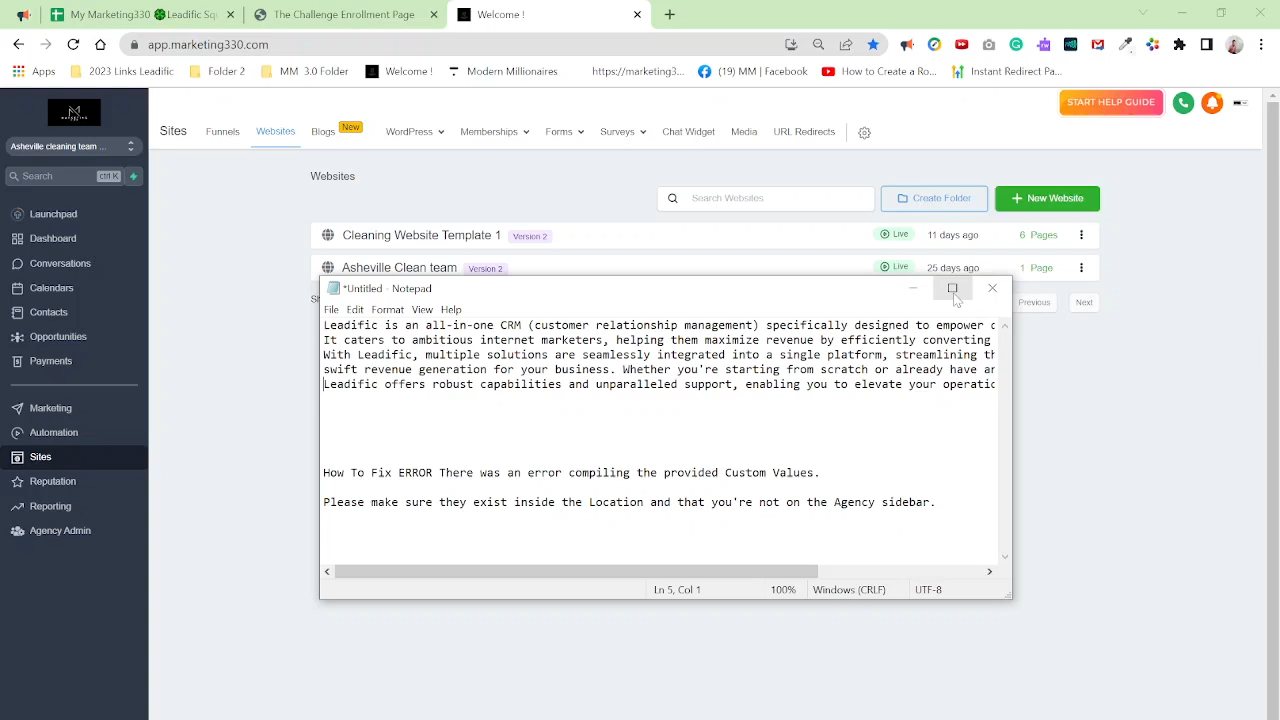 My Marketing330 Leadific Squ
The Challenge Enrollment Page
Welcome !
app.marketing330.com
Apps
2023 Links Leadific
Folder 2
MM 3.0 Folder
Welcome !
Modern Millionaires
https://marketing3...
(19) MM | Facebook
How to Create a Ro...
Instant Redirect Pa...
START HELP GUIDE
Sites
Funnels
Websites
Blogs
New
WordPress
Memberships
Forms
Surveys
Chat Widget
Media
URL Redirects
Asheville cleaning team ...
Search
ctrl K
Launchpad
Dashboard
Conversations
Calendars
Contacts
Opportunities
Payments
Marketing
Automation
Sites
Reputation
Reporting
Agency Admin
Websites
Search Websites
Create Folder
New Website
Cleaning Website Template 1
Version 2
Live
11 days ago
6 Pages
Asheville Clean team
Version 2
Live
25 days ago
1 Page
Previous
Next
*Untitled - Notepad
File Edit Format View Help
Leadific is an all-in-one CRM (customer relationship management) specifically designed to empower
It caters to ambitious internet marketers, helping them maximize revenue by efficiently converting
With Leadific, multiple solutions are seamlessly integrated into a single platform, streamlining th
swift revenue generation for your business. Whether you're starting from scratch or already have an
Leadific offers robust capabilities and unparalleled support, enabling you to elevate your operatio
How To Fix ERROR There was an error compiling the provided Custom Values.
Please make sure they exist inside the Location and that you're not on the Agency sidebar.
Ln 5, Col 1
100%
Windows (CRLF)
UTF-8